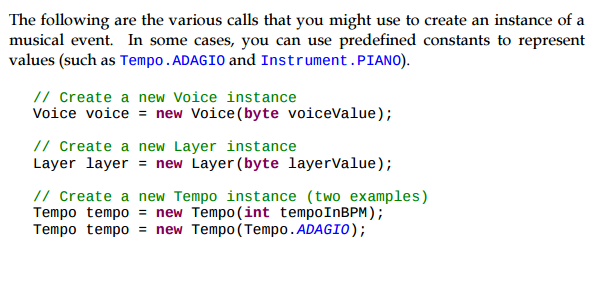 The following are the various calls that you might use to create an instance of a
musical event. In some cases, you can use predefined constants to represent
values (such as Tempo.ADAGIO and Instrument.PIANO).
// Create a new Voice instance
Voice voice = new Voice(byte voiceValue);
// Create a new Layer instance
Layer layer = new Layer(byte layerValue);
// Create a new Tempo instance (two examples)
Tempo tempo = new Tempo(int tempoInBPM);
Tempo tempo = new Tempo(Tempo.ADAGIO);